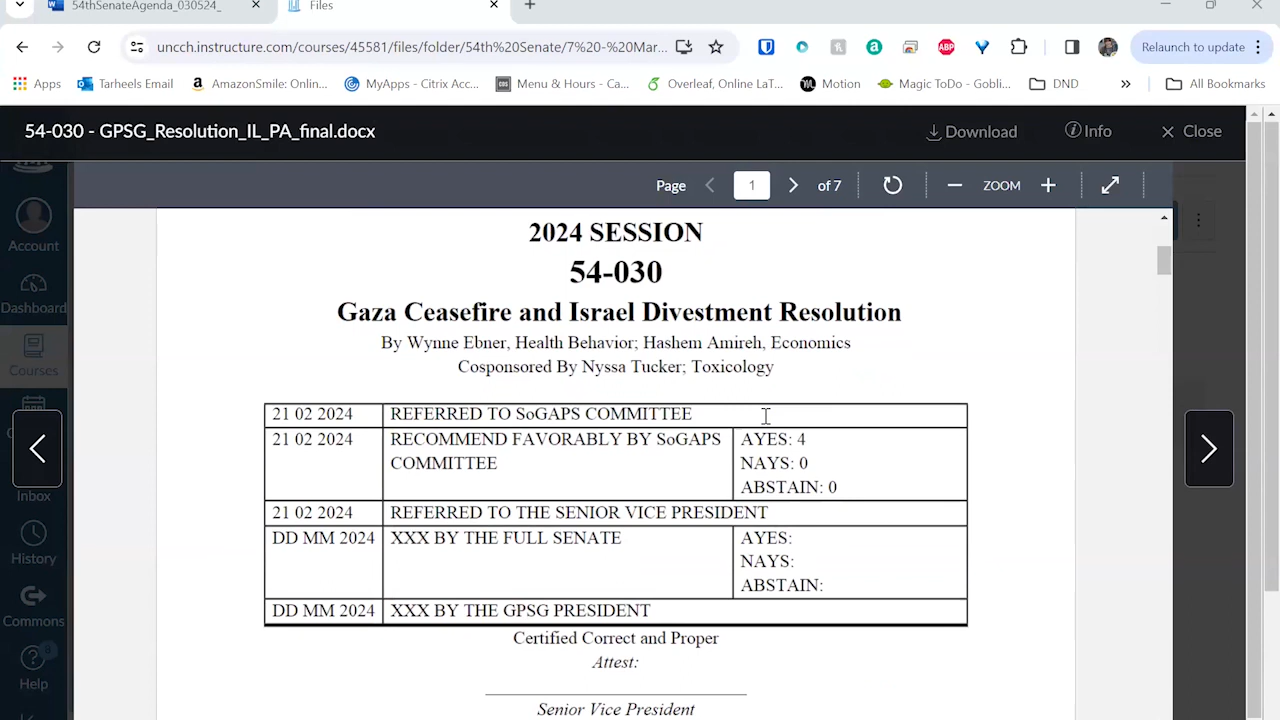 54thSenateAgenda_030524_
Files
uncch.instructure.com/courses/45581/files/folder/54th%20Senate/7%20-%20Mar...
Relaunch to update
Apps
Tarheels Email
AmazonSmile: Onlin...
MyApps - Citrix Acc...
Menu & Hours - Ca...
Overleaf, Online LaT...
Motion
Magic ToDo - Gobli...
DND
All Bookmarks
54-030 - GPSG_Resolution_IL_PA_final.docx
Download
Info
Close
Page 1 of 7
ZOOM
Account
Dashboard
Courses
Inbox
History
Commons
Help
2024 SESSION
54-030
Gaza Ceasefire and Israel Divestment Resolution
By Wynne Ebner, Health Behavior; Hashem Amireh, Economics
Cosponsored By Nyssa Tucker; Toxicology
21 02 2024 REFERRED TO SoGAPS COMMITTEE
21 02 2024 RECOMMEND FAVORABLY BY SoGAPS AYES: 4
COMMITTEE NAYS: 0
ABSTAIN: 0
21 02 2024 REFERRED TO THE SENIOR VICE PRESIDENT
DD MM 2024 XXX BY THE FULL SENATE AYES:
NAYS:
ABSTAIN:
DD MM 2024 XXX BY THE GPSG PRESIDENT
Certified Correct and Proper
Attest:
Senior Vice President